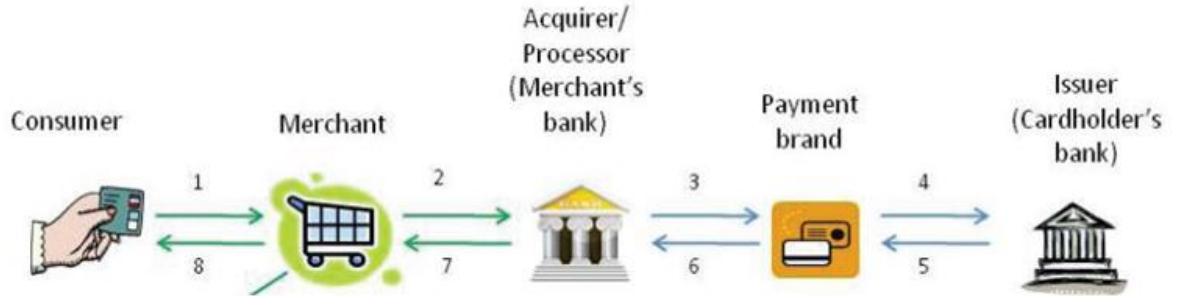 Consumer
Merchant
Acquirer/
Processor
(Merchant's
bank)
Payment
brand
Issuer
(Cardholder's
bank)
1
2
3
4
8
7
6
5